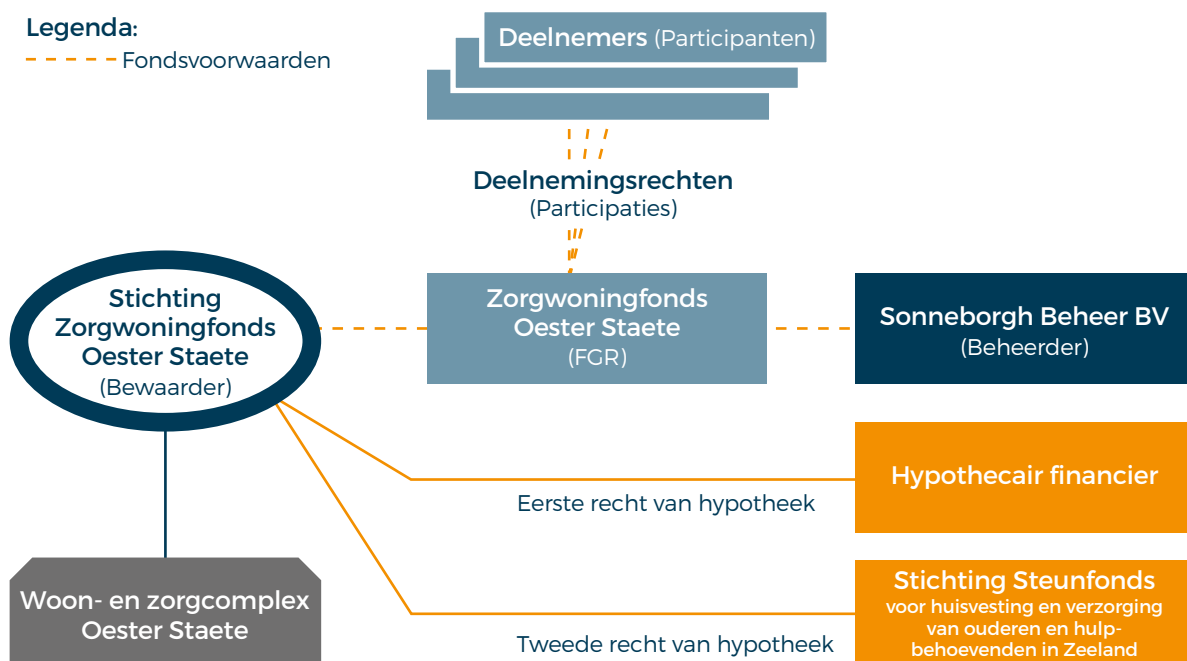 Legenda:
Fondsvoorwaarden
Deelnemers (Participanten)
Deelnemingsrechten
(Participaties)
Stichting
Zorgwoningfonds
Oester Staete
(Bewaarder)
Zorgwoningfonds
Oester Staete
(FGR)
Sonneborgh Beheer BV
(Beheerder)
Hypothecair financier
Eerste recht van hypotheek
Woon- en zorgcomplex
Oester Staete
Stichting Steunfonds
voor huisvesting en verzorging
van ouderen en hulp-
behoevenden in Zeeland
Tweede recht van hypotheek